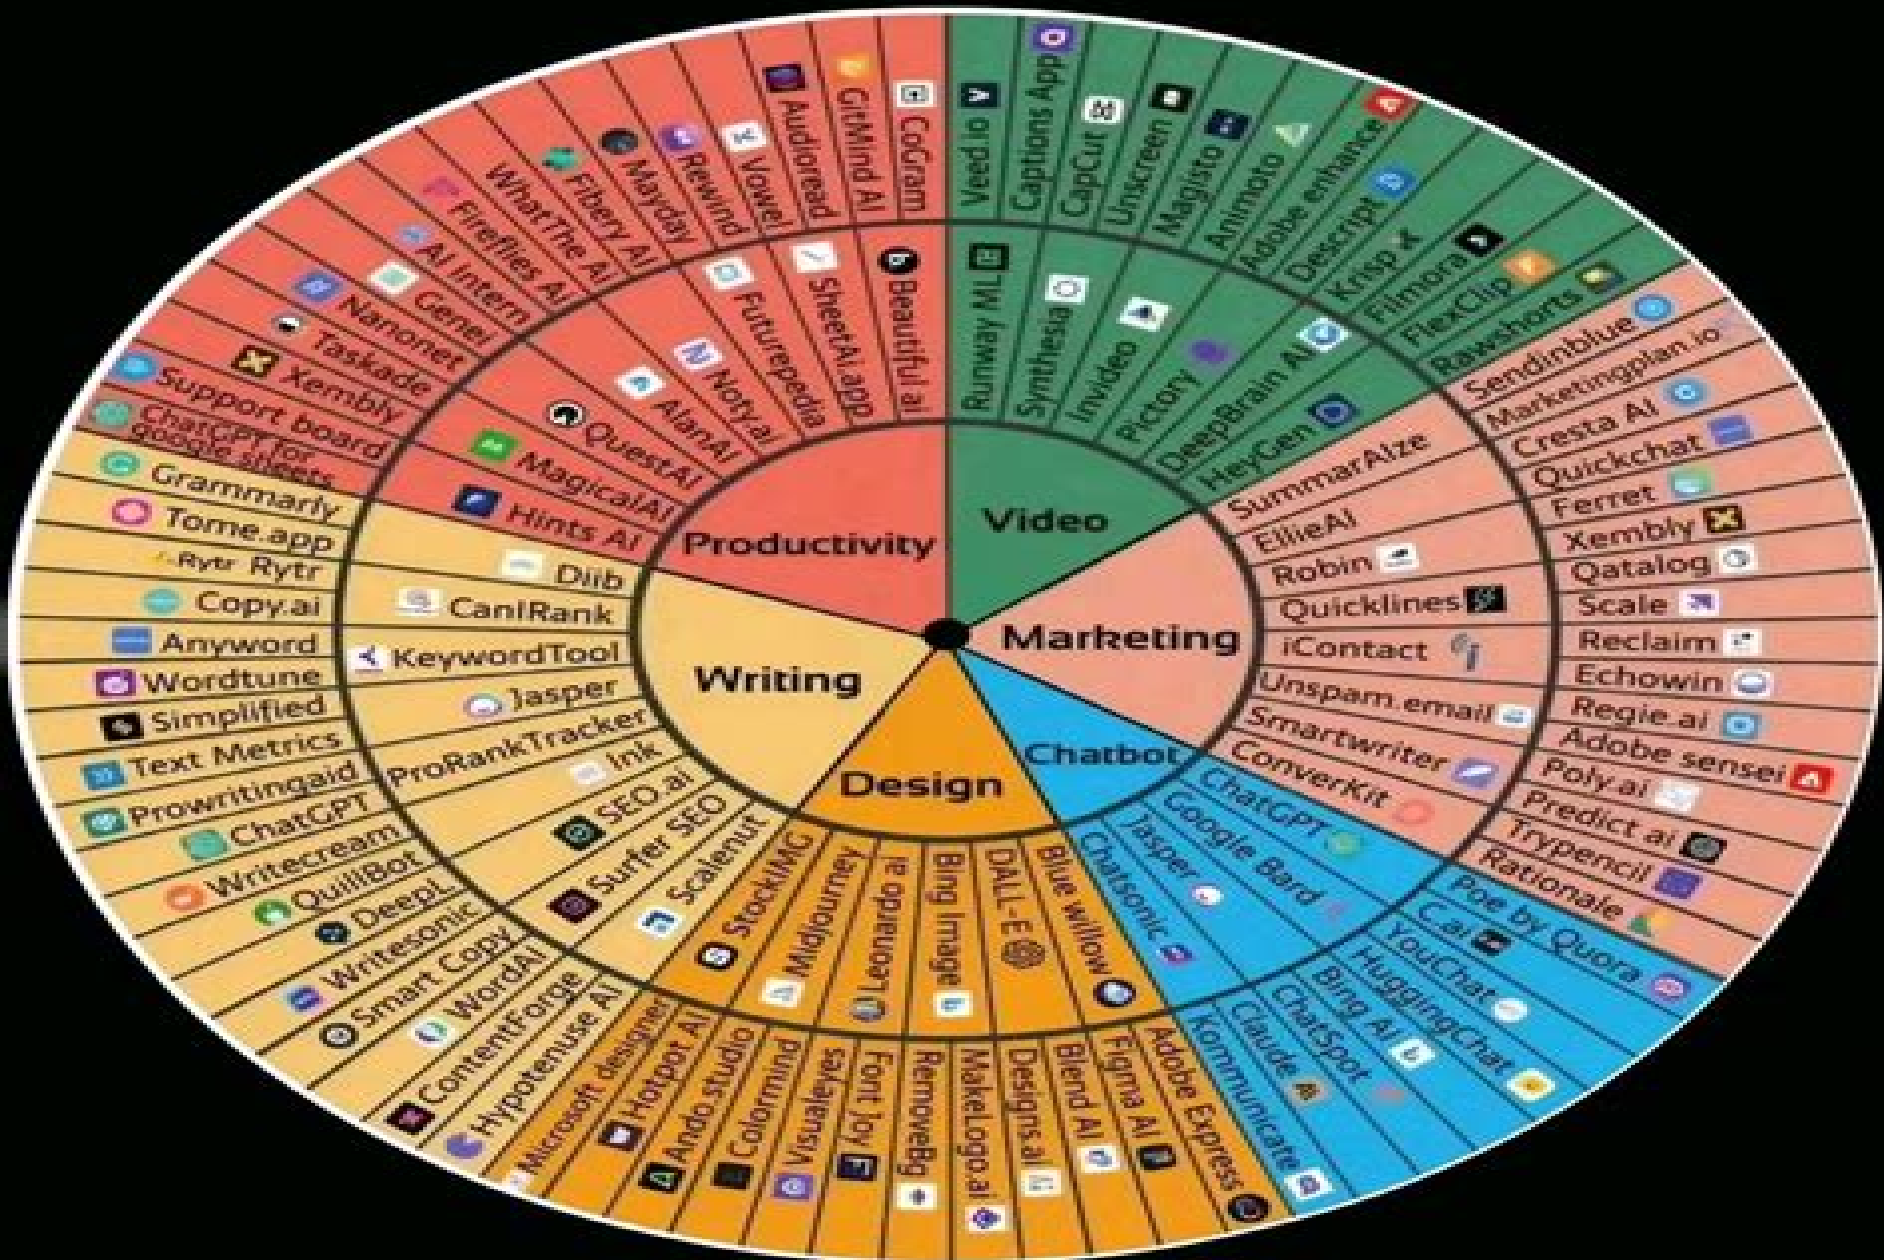 Productivity
Video
Marketing
Chatbot
Design
Writing
Runway ML
Synthesia
Invideo
Pictory
DeepBrain AI
HeyGen
Veed.io
Captions App
CapCut
Unscreen
Magisto
Animoto
Adobe enhance
Descript
Krisp
Filmora
FlexClip
Rawshorts
SummarAIze
EllieAI
Robin
Quicklines
iContact
Unspam.email
Smartwriter
ConverKit
Sendinblue
Marketingplan.io
Cresta AI
Quickchat
Ferret
Xembly
Qatalog
Scale
Reclaim
Echowin
Regie.ai
Adobe sensei
Poly.ai
Predict ai
Trypencil
Rationale
ChatGPT
Google Bard
Jasper
Chatsonic
Poe by Quora
C.ai
YouChat
HuggingChat
Bing AI
ChatSpot
Claude
Kommunicate
Blue willow
DALL-E
Bing Image
le opardo
Midjourney
StockIMG
Adobe Express
Figma AI
Blend AI
Designs.ai
MakeLogo.ai
RemoveBg
Font Joy
Visualeyes
Colormind
Ando.studio
Hotpot AI
Microsoft designer
Scalenut
Surfer SEO
SEO.ai
Ink
ProRankTracker
Jasper
KeywordTool
CanIRank
Diib
Hypotenuse AI
ContentForge
WordAI
Smart Copy
Writesonic
DeepL
QuillBot
Writecream
ChatGPT
Prowritingaid
Text Metrics
Simplified
Wordtune
Anyword
Copy.ai
Rytr Rytr
Tome.app
Grammarly
Hints AI
MagicalAI
QuestAI
AlanAI
Noty.ai
Futurepedia
SheetAI.app
Beautiful ai
ChatGPT for
google sheets
Support board
Xembly
Taskade
Nanonet
Genei
AI Intern
Fireflies AI
WhatThe AI
Fibery AI
Mayday
Rewind
Vowel
Audioread
GitMind AI
CoGram